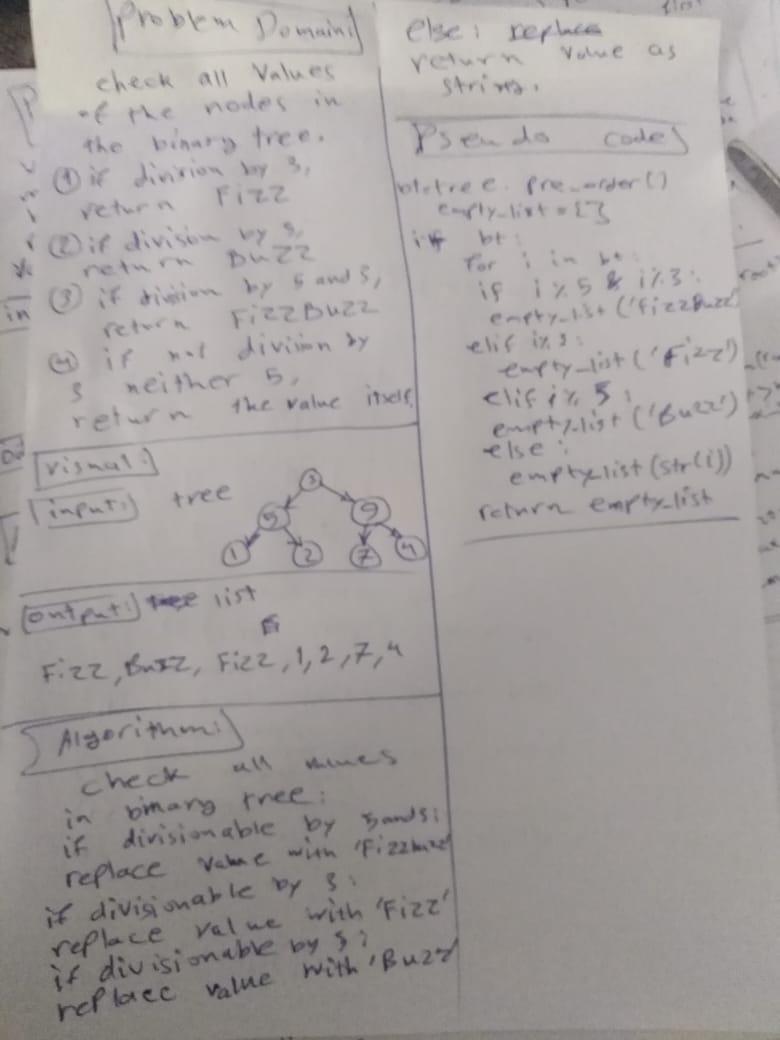 Problem Domain:
check all values
of the nodes in
the binary tree.
① if division by 3,
return Fizz
② if division by 5,
return Buzz
③ if division by 5 and 3,
return FizzBuzz
④ if not division by
3 neither 5,
return the value itself
visual:
input: tree
3
5 9
1 2 7 4
output: list
Fizz, Buzz, Fizz, 1, 2, 7, 4
Algorithm:
check all values
in binary tree:
if divisionable by 5 and 3:
replace value with 'Fizzbuzz'
if divisionable by 3:
replace value with 'Fizz'
if divisionable by 5:
replace value with 'Buzz
else: replace
return value as
string.
Pseudo code
bt=tree.pre_order()
empty_list = []
if bt:
for i in bt:
if i%5 & i%3:
empty_list ('FizzBuzz
elif i%3:
empty_list ('Fizz')
elif i% 5:
empty_list ('Buzz')
else:
empty_list (str(i))
return empty_list